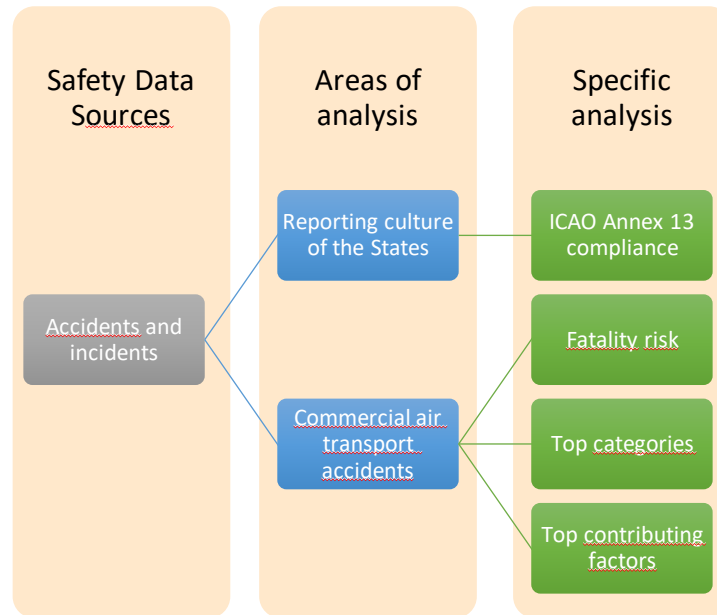 Safety Data
Sources
Areas of
analysis
Specific
analysis
Reporting culture
of the States
ICAO Annex 13
compliance
Accidents and
incidents
Fatality risk
Commercial air
transport
accidents
Top categories
Top contributing
factors